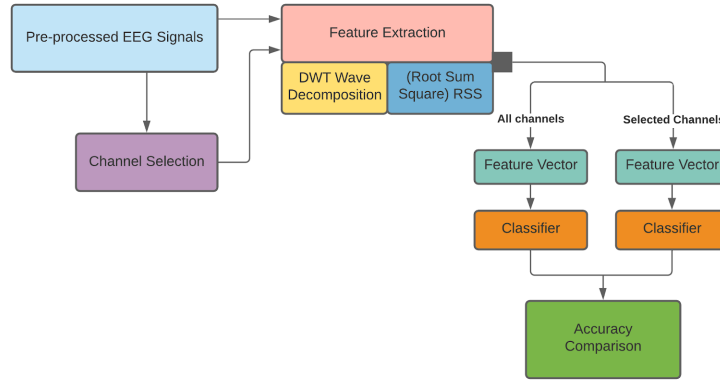 Pre-processed EEG Signals
Feature Extraction
DWT Wave
Decomposition
(Root Sum
Square) RSS
Channel Selection
All channels
Selected Channels
Feature Vector
Feature Vector
Classifier
Classifier
Accuracy
Comparison